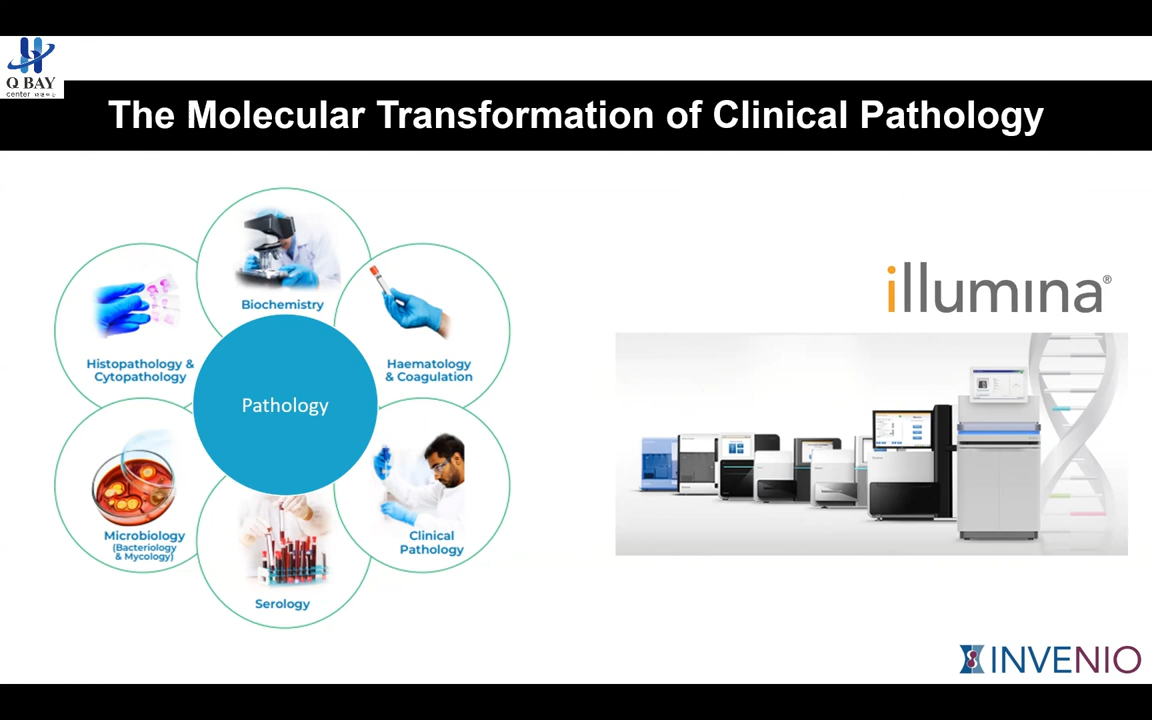 Q BAY
center
The Molecular Transformation of Clinical Pathology
Biochemistry
Histopathology &
Cytopathology
Haematology
& Coagulation
Pathology
Microbiology
(Bacteriology
& Mycology)
Clinical
Pathology
Serology
illumina®
INVENIO